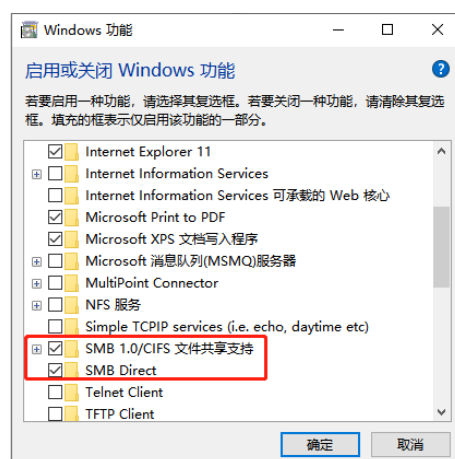 Windows 功能
启用或关闭 Windows 功能
若要启用一种功能，请选择其复选框。若要关闭一种功能，请清除其复选
框。填充的框表示仅启用该功能的一部分。
Internet Explorer 11
Internet Information Services
Internet Information Services 可承载的 Web 核心
Microsoft Print to PDF
Microsoft XPS 文档写入程序
Microsoft 消息队列(MSMQ)服务器
MultiPoint Connector
NFS 服务
Simple TCPIP services (i.e. echo, daytime etc)
SMB 1.0/CIFS 文件共享支持
SMB Direct
Telnet Client
TFTP Client
确定 取消